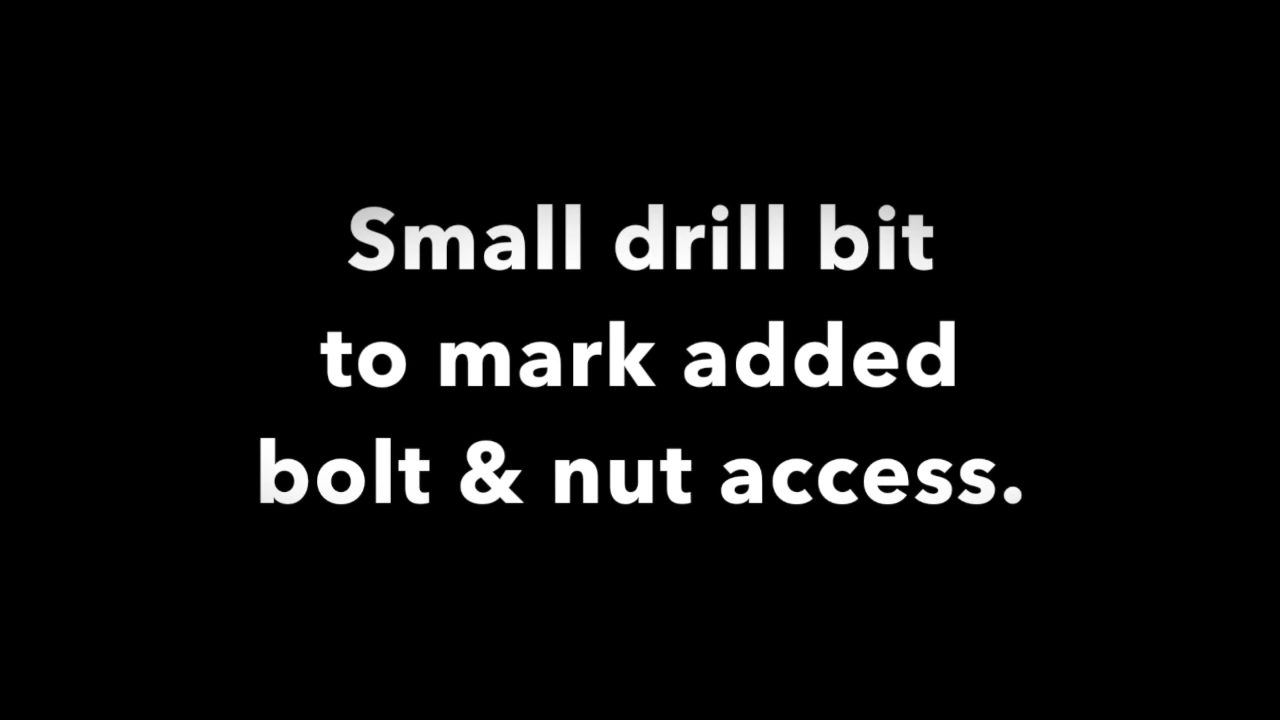 Small drill bit
to mark added
bolt & nut access.